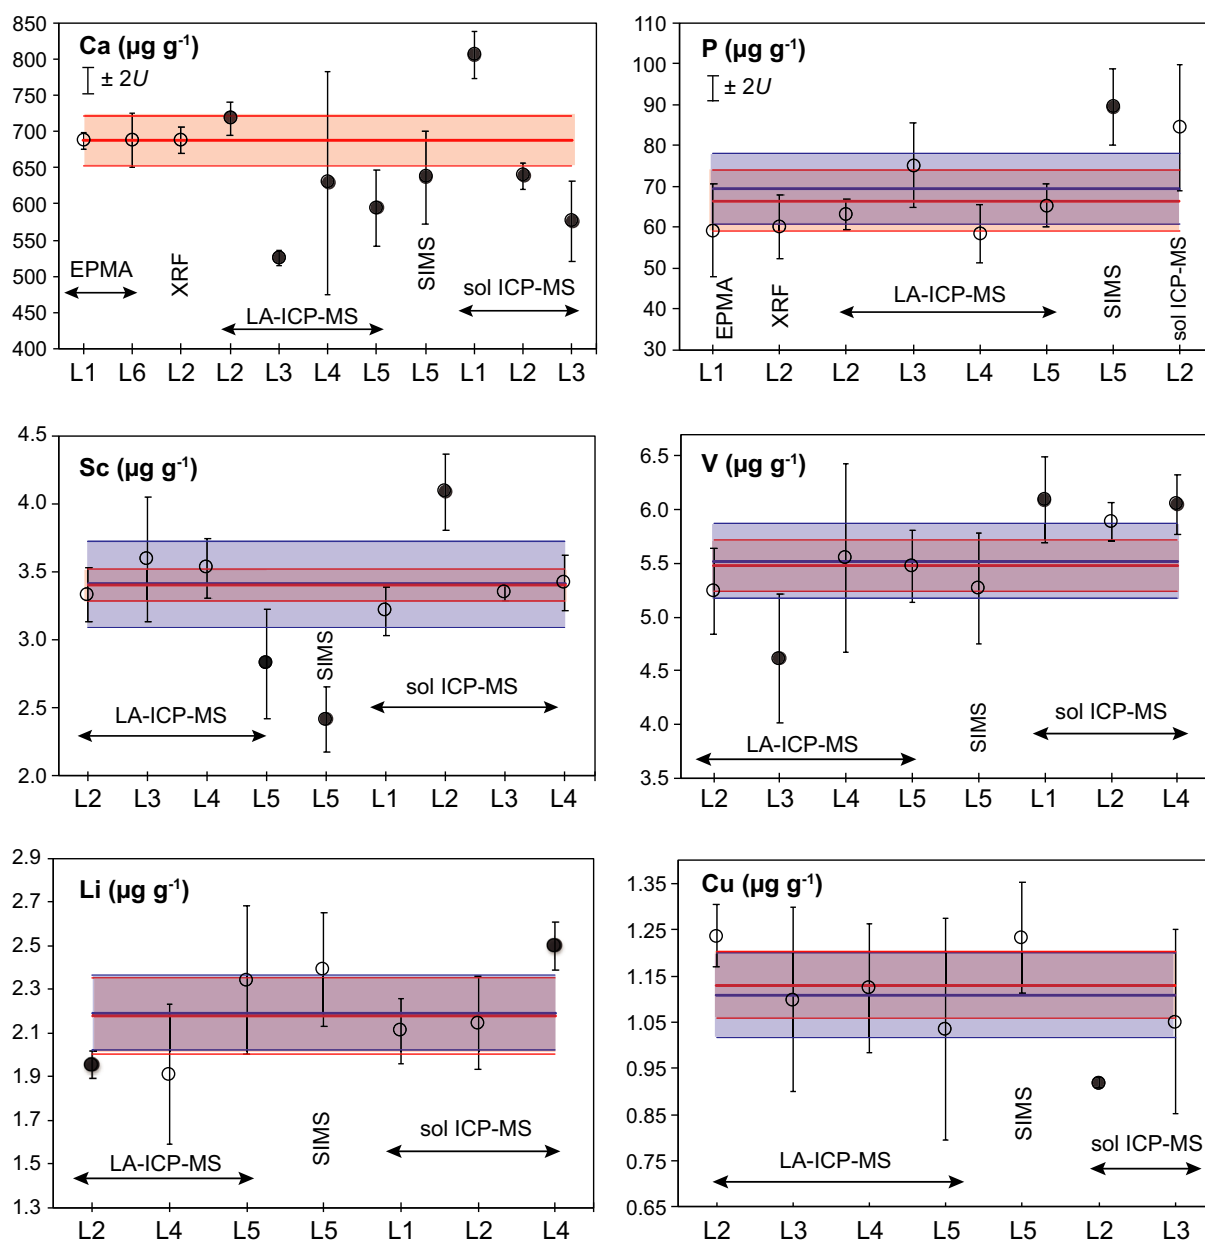 Ca (µg g-1)
± 2U
850
800
750
700
650
600
550
500
450
400
EPMA
XRF
LA-ICP-MS
SIMS
sol ICP-MS
L1 L6 L2 L2 L3 L4 L5 L5 L1 L2 L3
P (µg g-1)
± 2U
110
100
90
80
70
60
50
40
30
EPMA
XRF
LA-ICP-MS
SIMS
sol ICP-MS
L1 L2 L2 L3 L4 L5 L5 L2
Sc (µg g-1)
4.5
4.0
3.5
3.0
2.5
2.0
LA-ICP-MS
SIMS
sol ICP-MS
L2 L3 L4 L5 L5 L1 L2 L3 L4
V (µg g-1)
6.5
6.0
5.5
5.0
4.5
4.0
3.5
LA-ICP-MS
SIMS
sol ICP-MS
L2 L3 L4 L5 L5 L1 L2 L4
Li (µg g-1)
2.9
2.7
2.5
2.3
2.1
1.9
1.7
1.5
1.3
LA-ICP-MS
SIMS
sol ICP-MS
L2 L4 L5 L5 L1 L2 L4
Cu (µg g-1)
1.35
1.25
1.15
1.05
0.95
0.85
0.75
0.65
LA-ICP-MS
SIMS
sol ICP-MS
L2 L3 L4 L5 L5 L2 L3